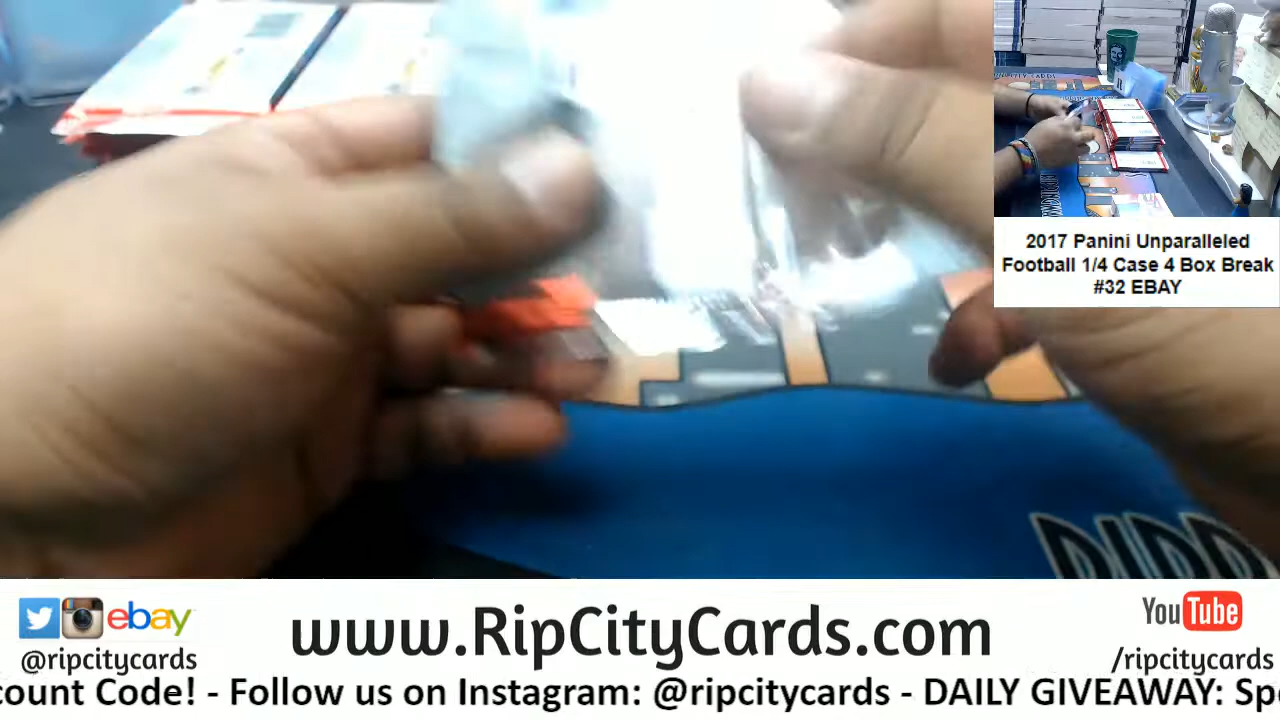 2017 Panini Unparalleled
Football 1/4 Case 4 Box Break
#32 EBAY
ebay
www.RipCityCards.com
YouTube
@ripcitycards
/ripcitycards
count Code! - Follow us on Instagram: @ripcitycards - DAILY GIVEAWAY: Sp